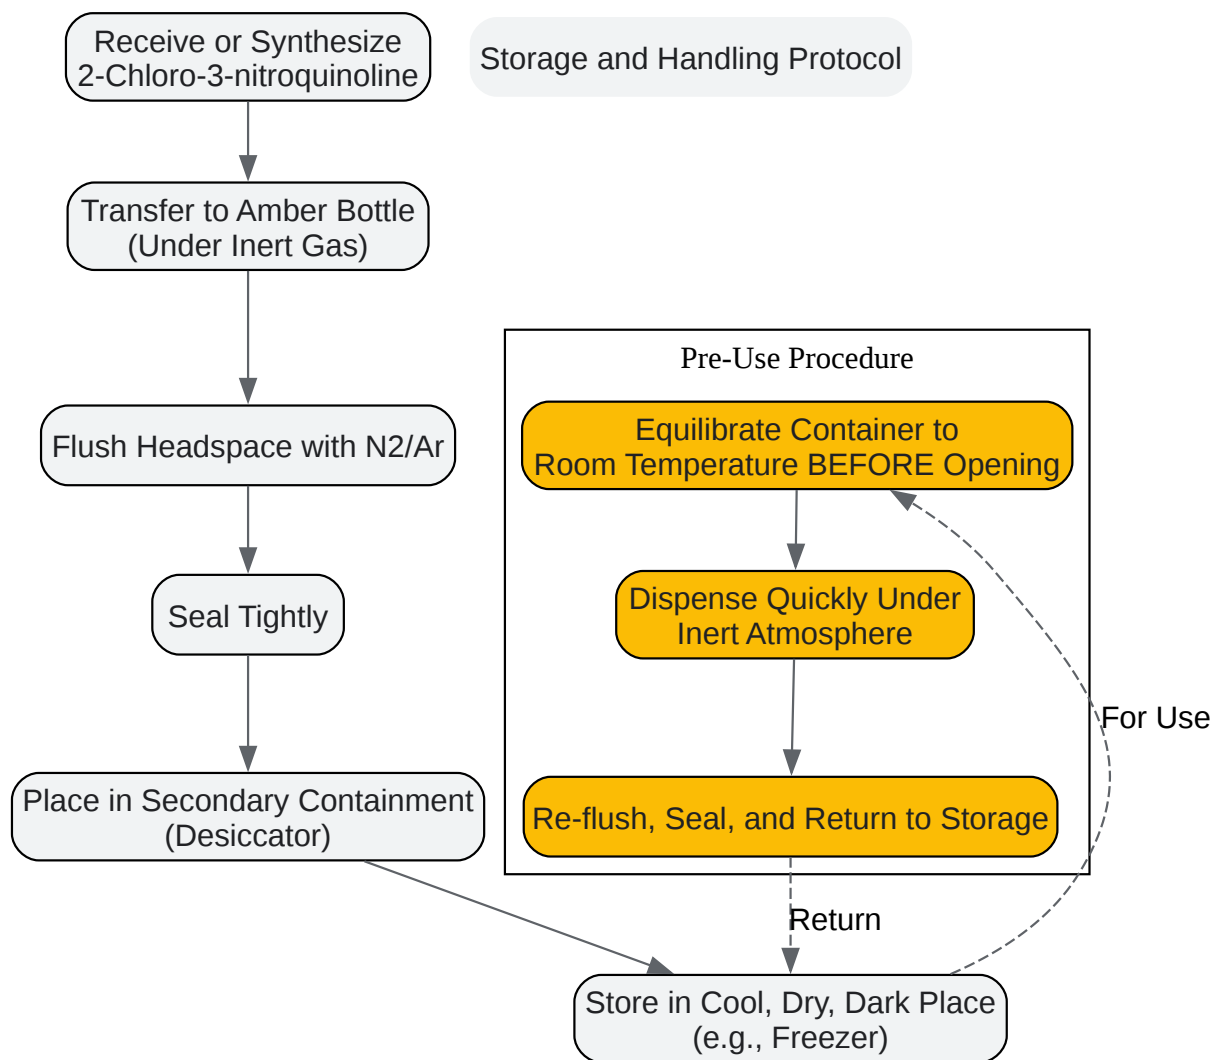 Receive or Synthesize
2-Chloro-3-nitroquinoline
Storage and Handling Protocol
Transfer to Amber Bottle
(Under Inert Gas)
Flush Headspace with N2/Ar
Seal Tightly
Place in Secondary Containment
(Desiccator)
Pre-Use Procedure
Equilibrate Container to
Room Temperature BEFORE Opening
Dispense Quickly Under
Inert Atmosphere
Re-flush, Seal, and Return to Storage
For Use
Return
Store in Cool, Dry, Dark Place
(e.g., Freezer)